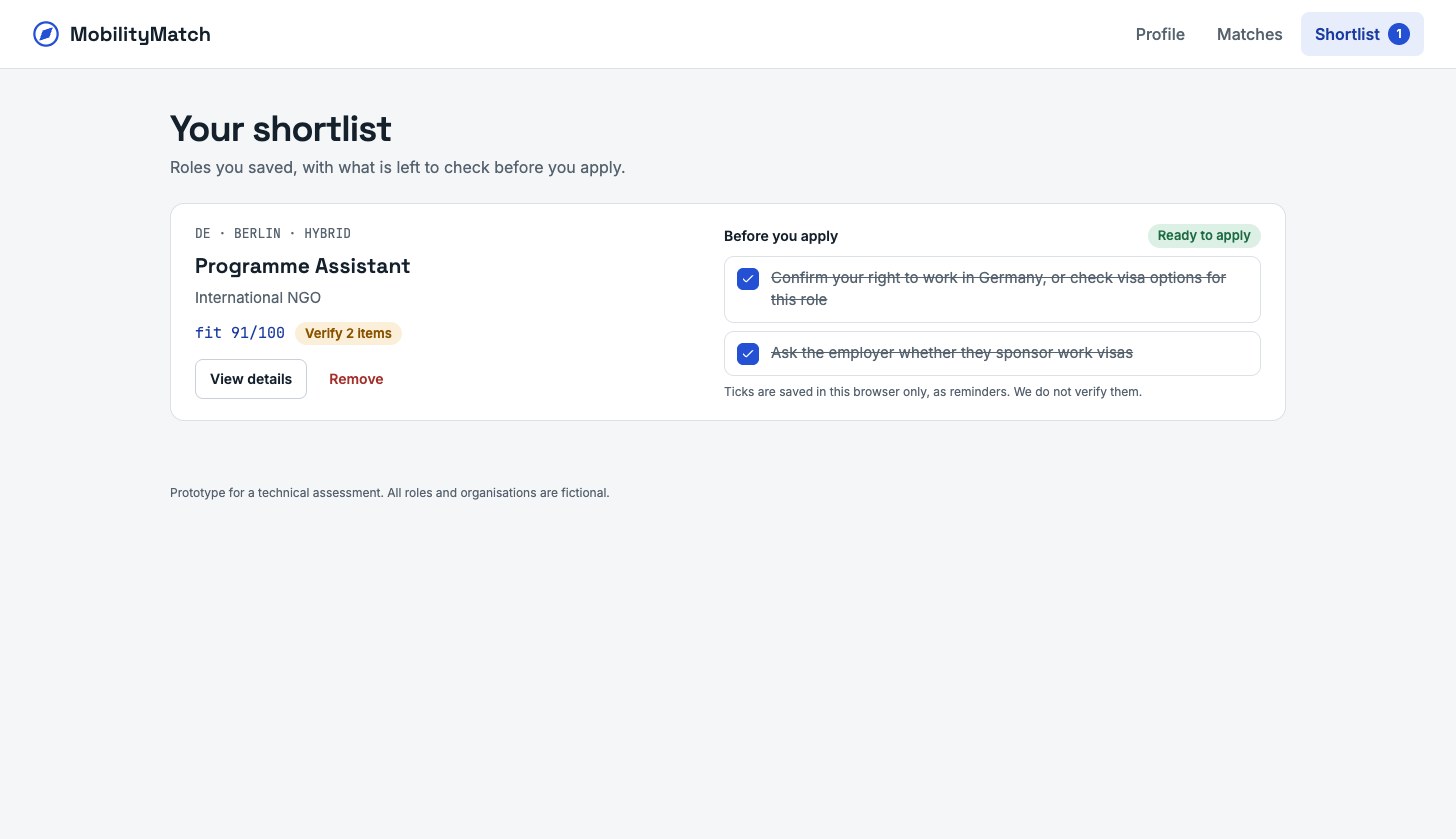 MobilityMatch
Profile
Matches
Shortlist 1
Your shortlist
Roles you saved, with what is left to check before you apply.
DE · BERLIN · HYBRID
Programme Assistant
International NGO
fit 91/100 Verify 2 items
View details Remove
Before you apply
Ready to apply
Confirm your right to work in Germany, or check visa options for
this role
Ask the employer whether they sponsor work visas
Ticks are saved in this browser only, as reminders. We do not verify them.
Prototype for a technical assessment. All roles and organisations are fictional.